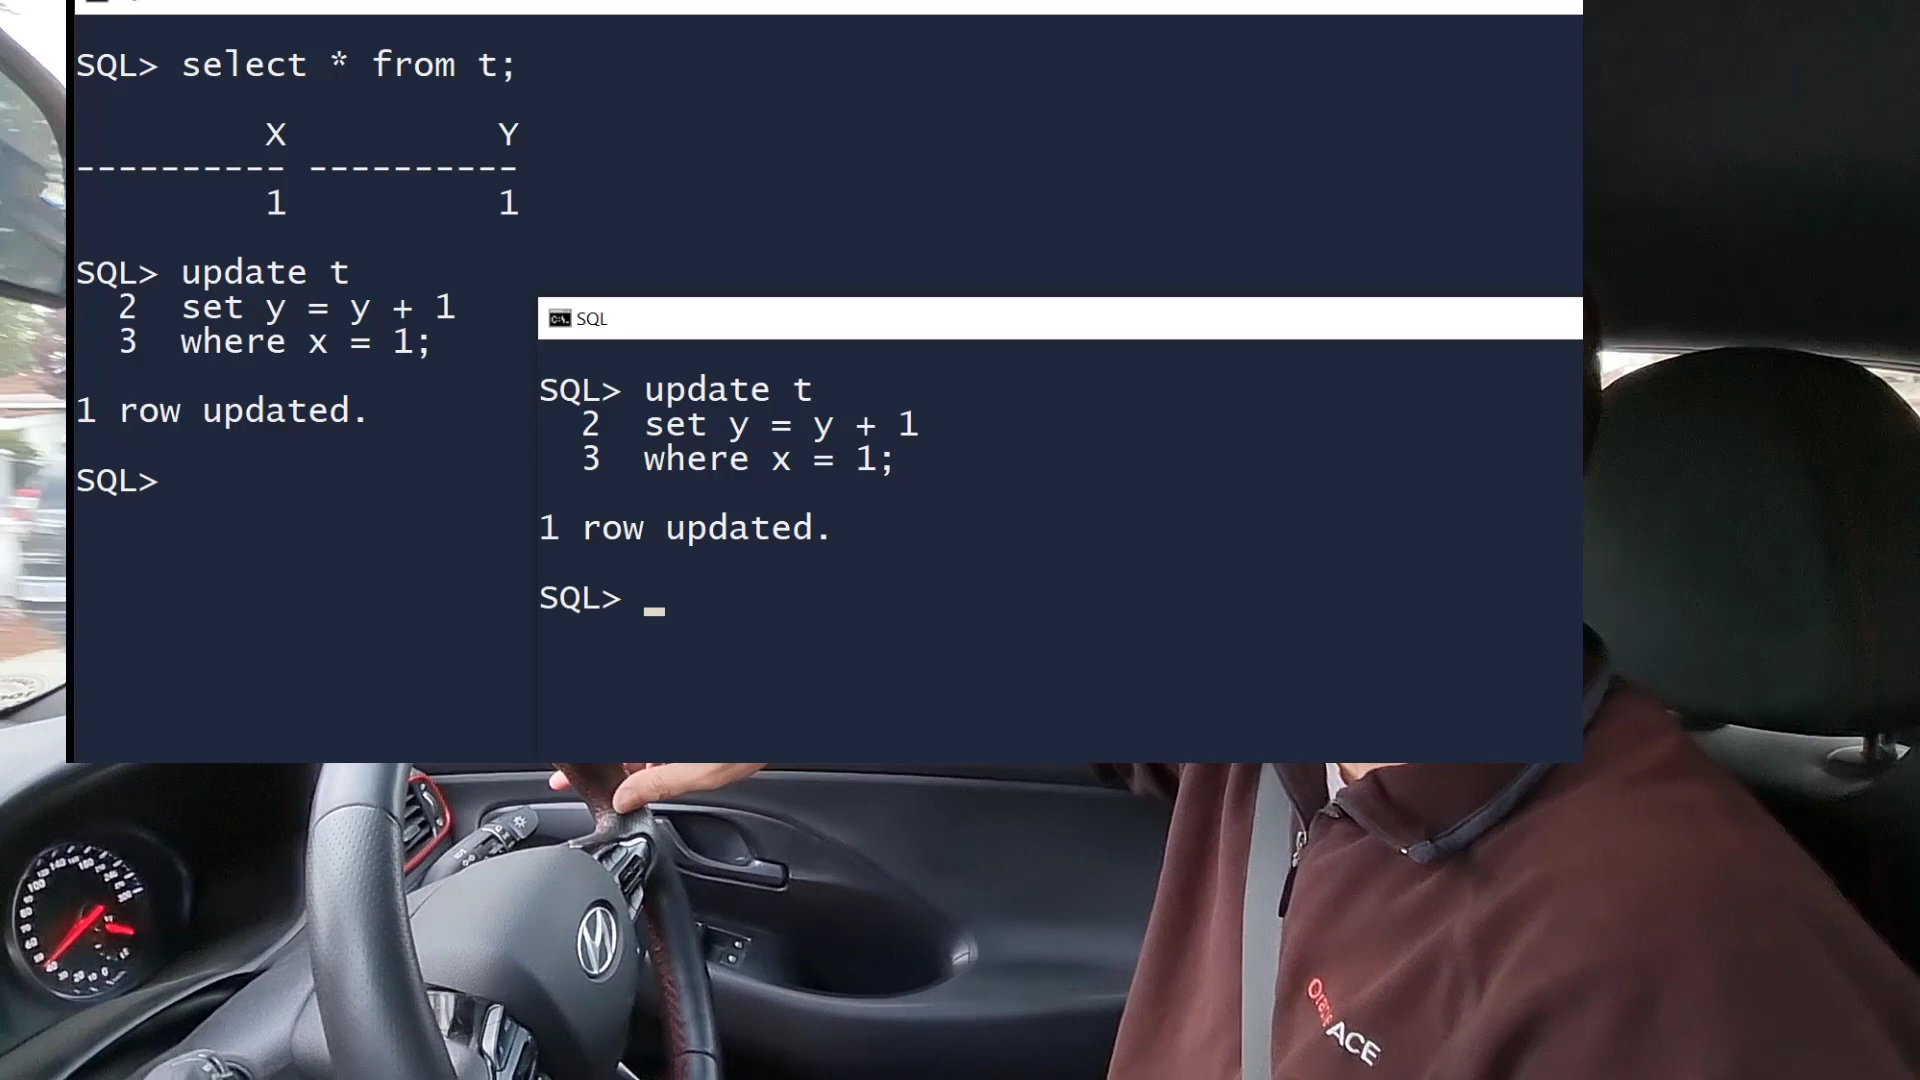 SQL> select * from t;
X Y
---------- ----------
1 1
SQL> update t
2 set y = y + 1
3 where x = 1;
1 row updated.
SQL>
SQL
SQL> update t
2 set y = y + 1
3 where x = 1;
1 row updated.
SQL>
ACE